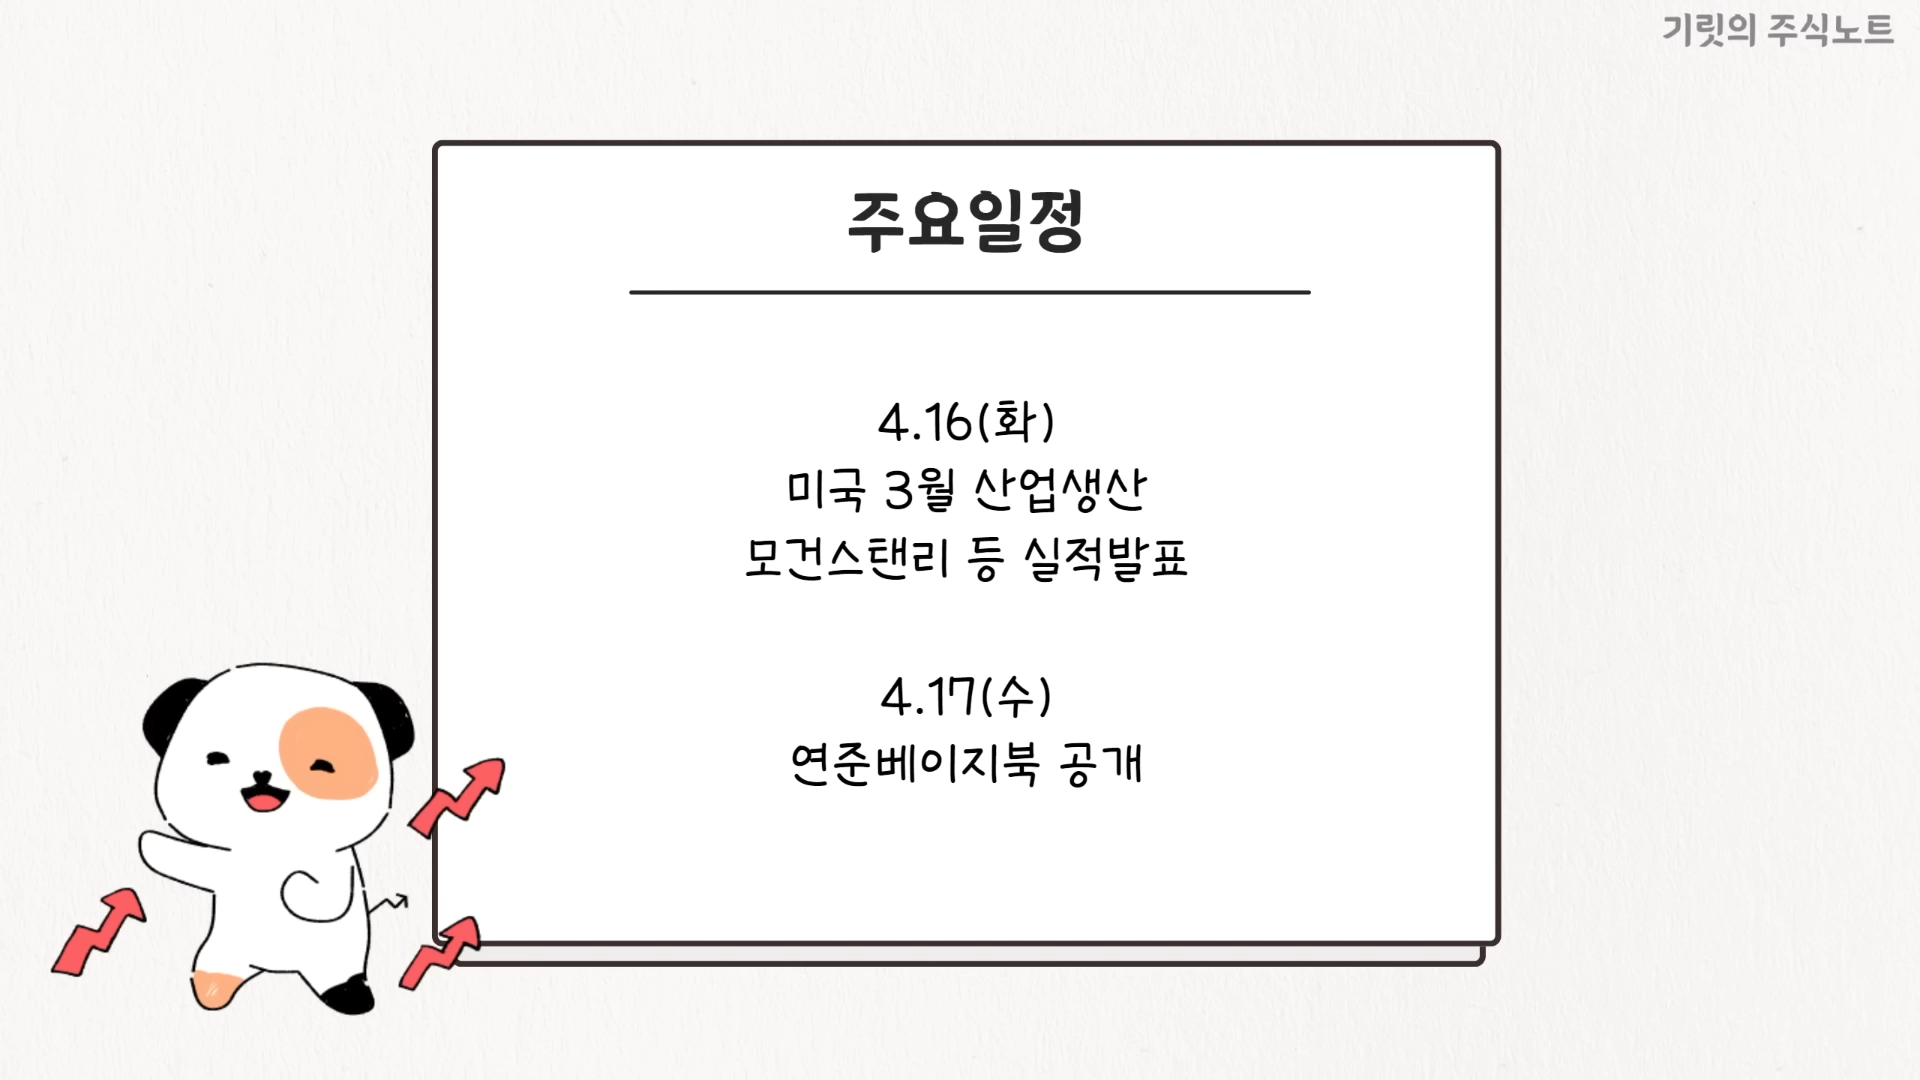 기릿의 주식노트
주요일정
4.16(화)
미국 3월 산업생산
모건스탠리 등 실적발표
4.17(수)
연준베이지북 공개